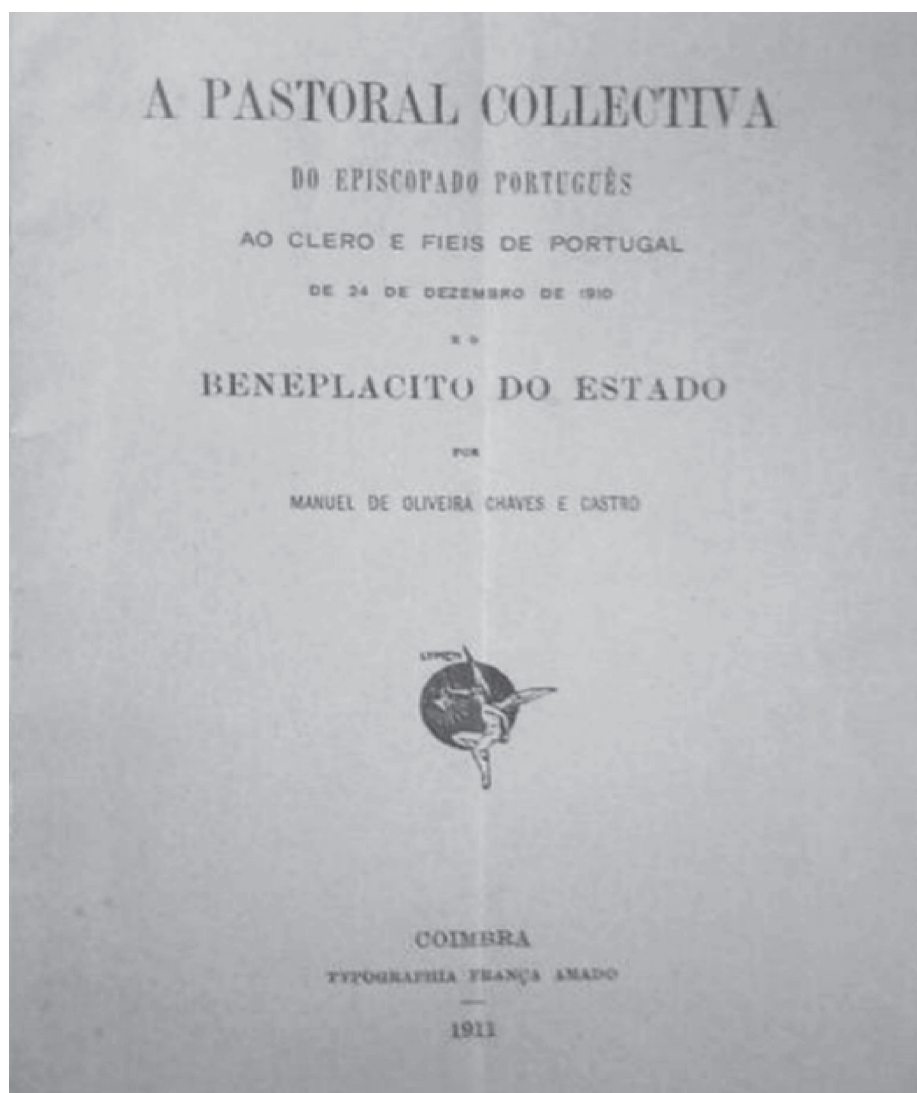 A PASTORAL COLLECTIVA
DO EPISCOPADO PORTUGUÊS
AO CLERO E FIEIS DE PORTUGAL
DE 24 DE DEZEMBRO DE 1910
E O
BENEPLACITO DO ESTADO
POR
MANUEL DE OLIVEIRA CHAVES E CASTRO
COIMBRA
TYPOGRAPHIA FRANÇA AMADO
1911